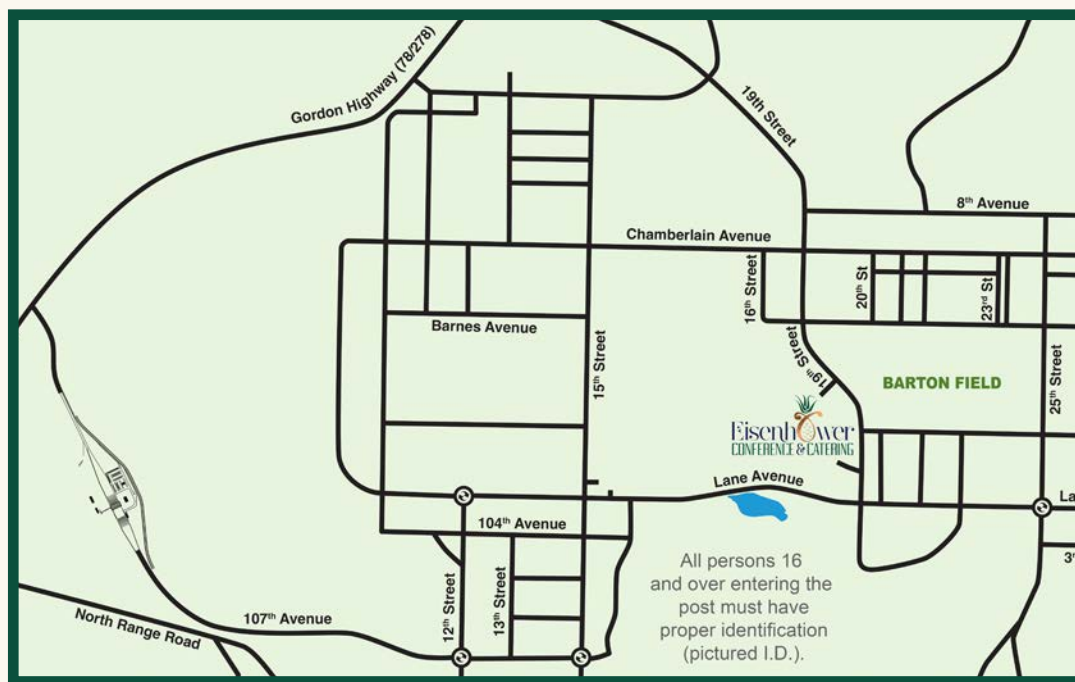 Gordon Highway (78/278)
19th Street
8th Avenue
Chamberlain Avenue
16th Street
20th St
23rd St
Barnes Avenue
15th Street
19th Street
BARTON FIELD
25th Street
Eisenhower
CONFERENCE & CATERING
Lane Avenue
La
104th Avenue
3
All persons 16
and over entering the
post must have
proper identification
(pictured I.D.).
12th Street
13th Street
107th Avenue
North Range Road